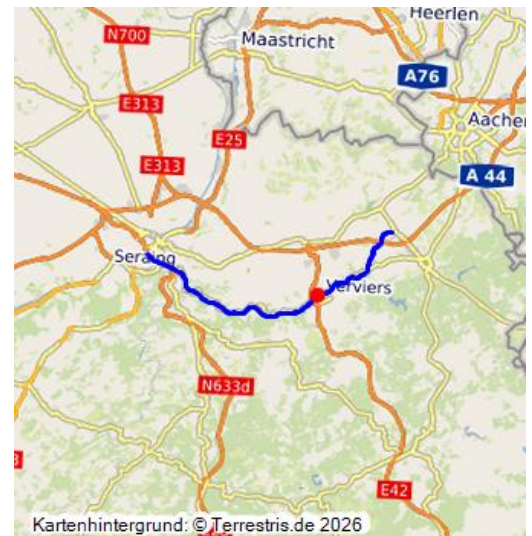 Heerlen
N700
Maastricht
A76
E313
Aachen
E25
E313
A 44
Seraing
Verviers
N633d
E42
Kartenhintergrund: © Terrestris.de 2026